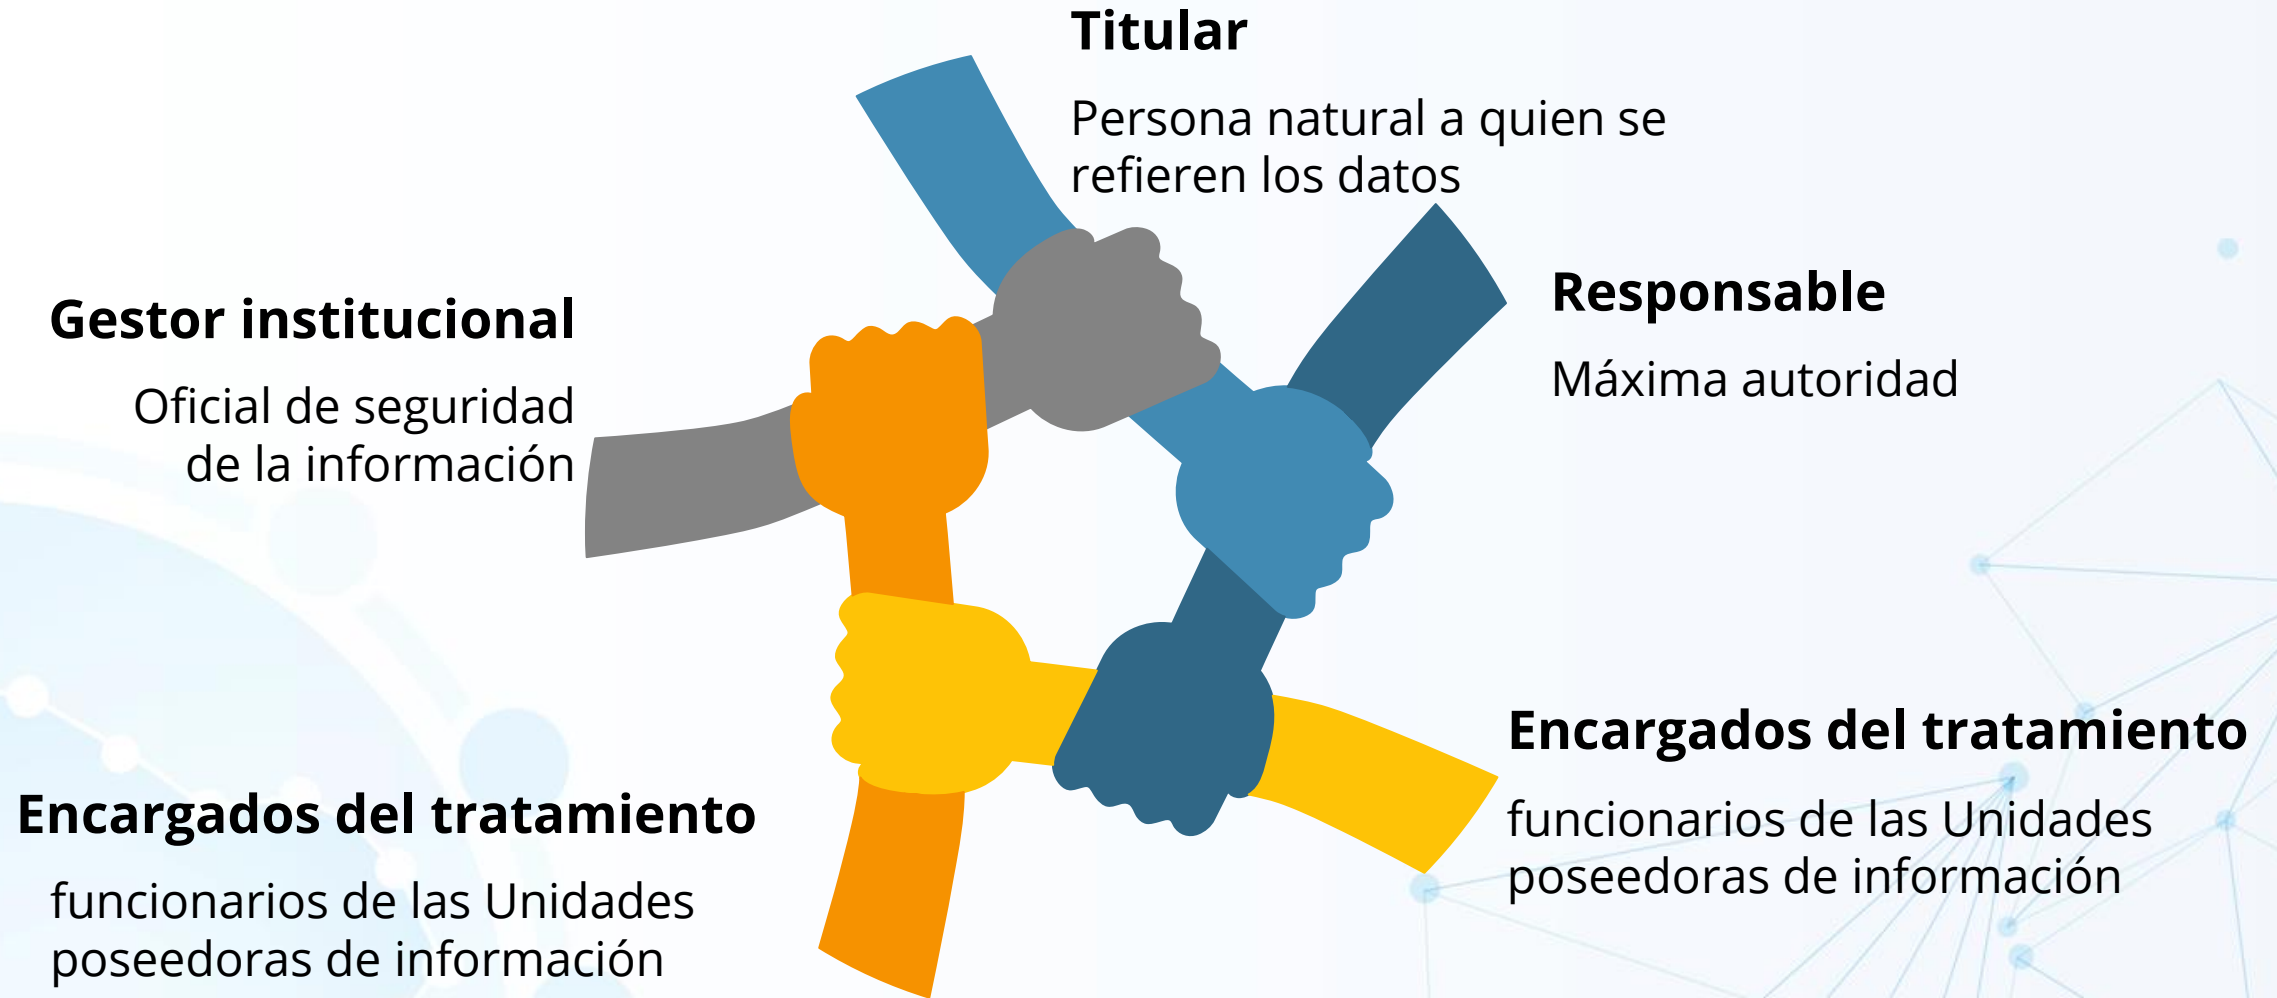 Titular
Persona natural a quien se
refieren los datos
Responsable
Máxima autoridad
Gestor institucional
Oficial de seguridad
de la información
Encargados del tratamiento
funcionarios de las Unidades
poseedoras de información
Encargados del tratamiento
funcionarios de las Unidades
poseedoras de información